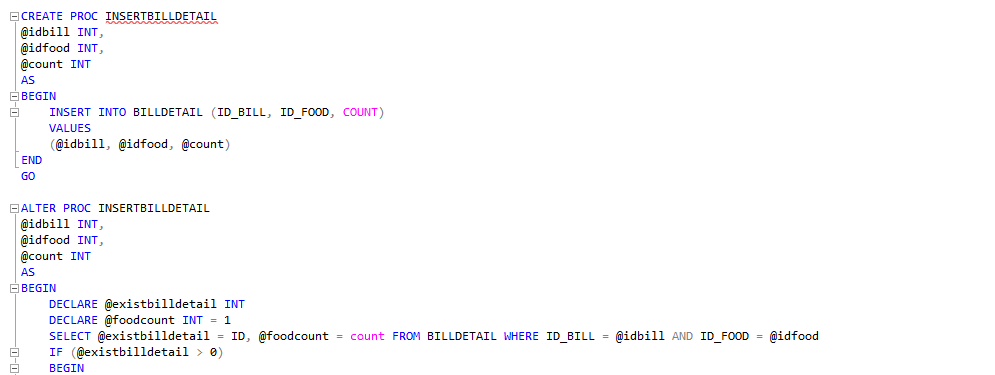 CREATE PROC INSERTBILLDETAIL
@idbill INT,
@idfood INT,
@count INT
AS
BEGIN
    INSERT INTO BILLDETAIL (ID_BILL, ID_FOOD, COUNT)
    VALUES
    (@idbill, @idfood, @count)
END
GO

ALTER PROC INSERTBILLDETAIL
@idbill INT,
@idfood INT,
@count INT
AS
BEGIN
    DECLARE @existbilldetail INT
    DECLARE @foodcount INT = 1
    SELECT @existbilldetail = ID, @foodcount = count FROM BILLDETAIL WHERE ID_BILL = @idbill AND ID_FOOD = @idfood
    IF (@existbilldetail > 0)
    BEGIN